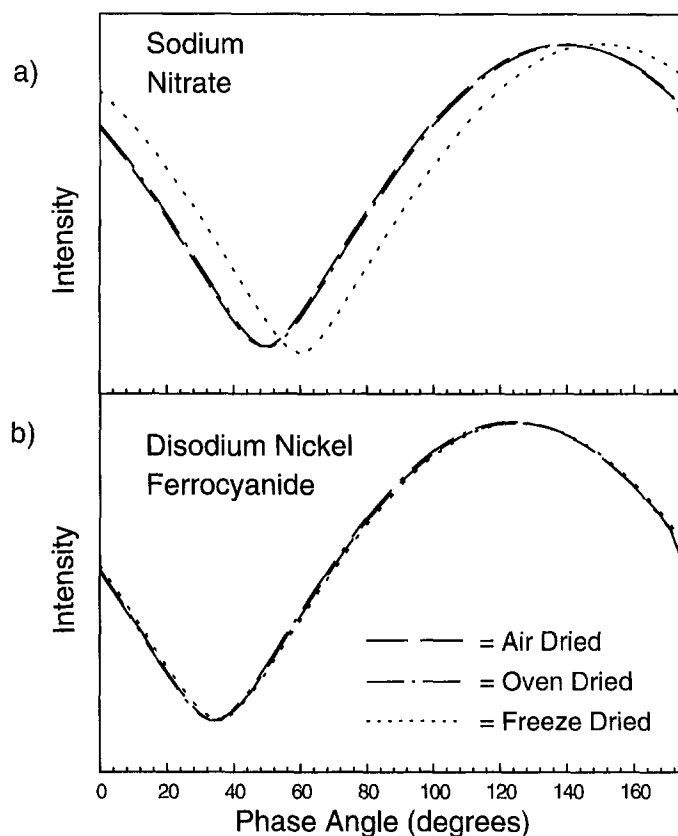 a)
Sodium
Nitrate
Intensity
b)
Disodium Nickel
Ferrocyanide
Intensity
= Air Dried
= Oven Dried
= Freeze Dried
0 20 40 60 80 100 120 140 160
Phase Angle (degrees)